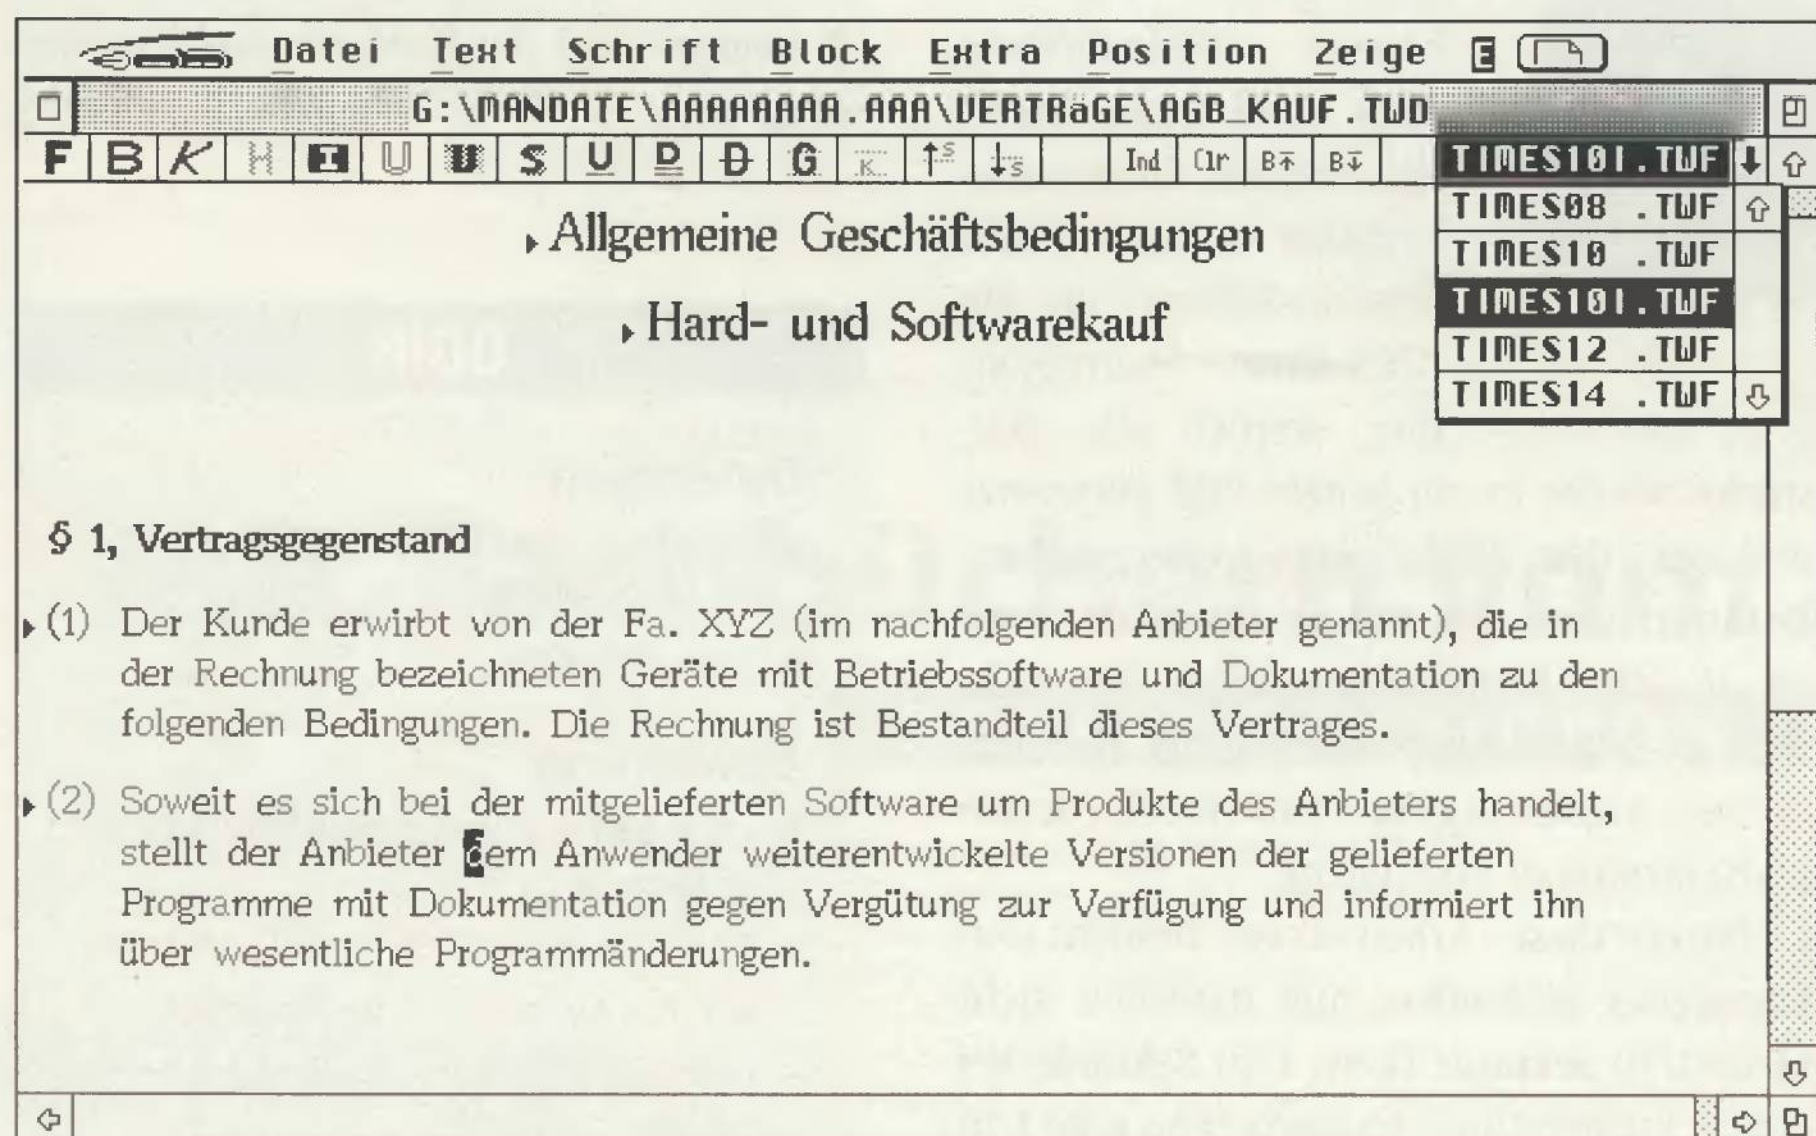 Datei Text Schrift Block Extra Position Zeige E
G:\MANDATE\AAAAAAAA.AAA\VERTRäGE\AGB_KAUF.TWD
F B K H I U U S U D D G K S S Ind Clr B B TIMES10I.TWF
TIMES08 .TWF
TIMES10 .TWF
TIMES10I.TWF
TIMES12 .TWF
TIMES14 .TWF
Allgemeine Geschäftsbedingungen
Hard- und Softwarekauf
§ 1, Vertragsgegenstand
(1) Der Kunde erwirbt von der Fa. XYZ (im nachfolgenden Anbieter genannt), die in
der Rechnung bezeichneten Geräte mit Betriebssoftware und Dokumentation zu den
folgenden Bedingungen. Die Rechnung ist Bestandteil dieses Vertrages.
(2) Soweit es sich bei der mitgelieferten Software um Produkte des Anbieters handelt,
stellt der Anbieter dem Anwender weiterentwickelte Versionen der gelieferten
Programme mit Dokumentation gegen Vergütung zur Verfügung und informiert ihn
über wesentliche Programmänderungen.